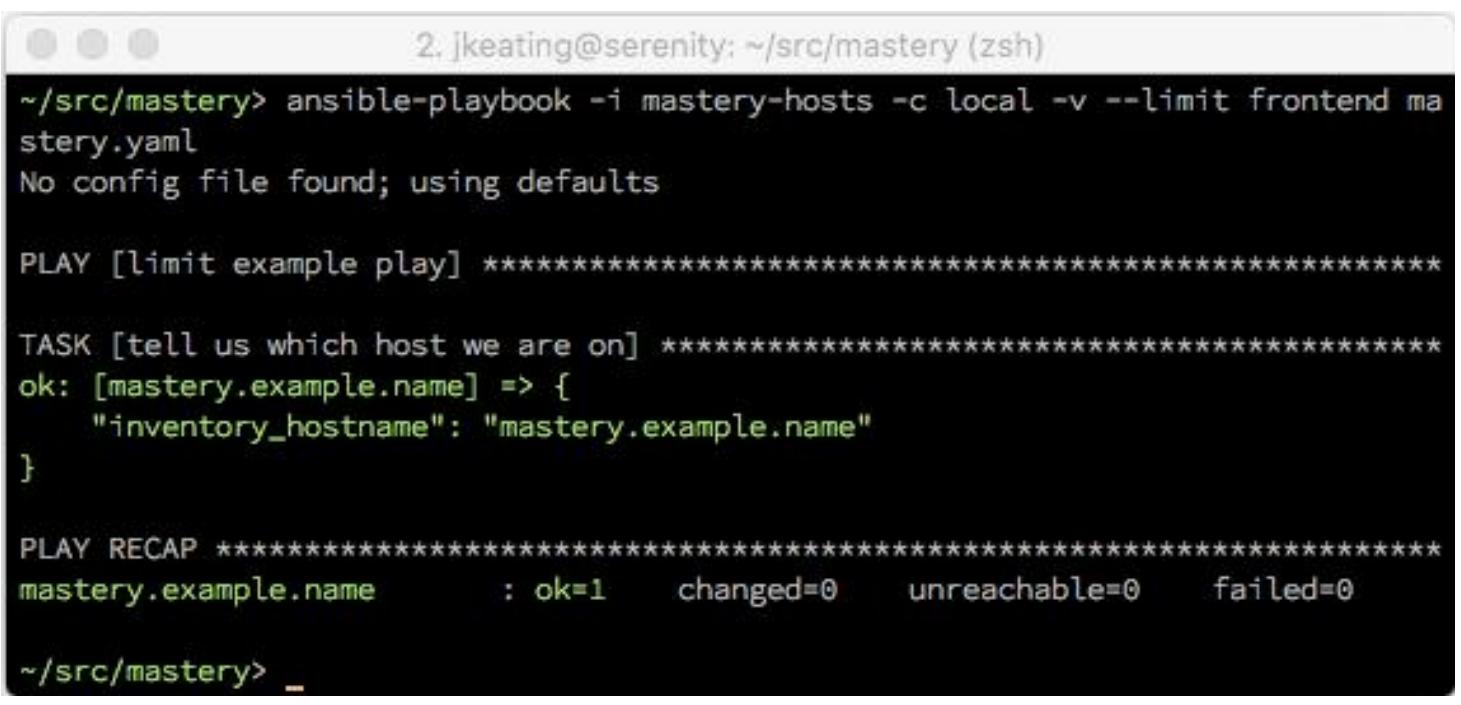 2. jkeating@serenity: ~/src/mastery (zsh)
~/src/mastery> ansible-playbook -i mastery-hosts -c local -v --limit frontend ma
stery.yaml
No config file found; using defaults
PLAY [limit example play] ******************************************************
TASK [tell us which host we are on] ********************************************
ok: [mastery.example.name] => {
    "inventory_hostname": "mastery.example.name"
}
PLAY RECAP *********************************************************************
mastery.example.name       : ok=1    changed=0    unreachable=0    failed=0
~/src/mastery> _